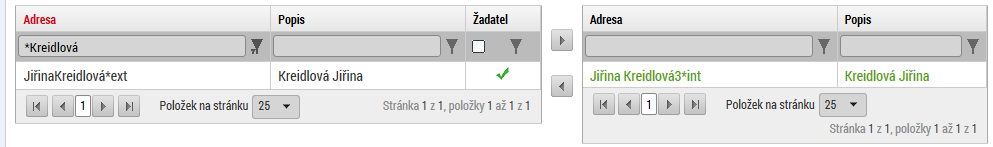 Adresa Popis Žadatel
*Kreidlová
JiřinaKreidlová*ext Kreidlová Jiřina
1 Položek na stránku 25 Stránka 1 z 1, položky 1 až 1 z 1
Adresa Popis
Jiřina Kreidlová3*int Kreidlová Jiřina
1 Položek na stránku 25
Stránka 1 z 1, položky 1 až 1 z 1